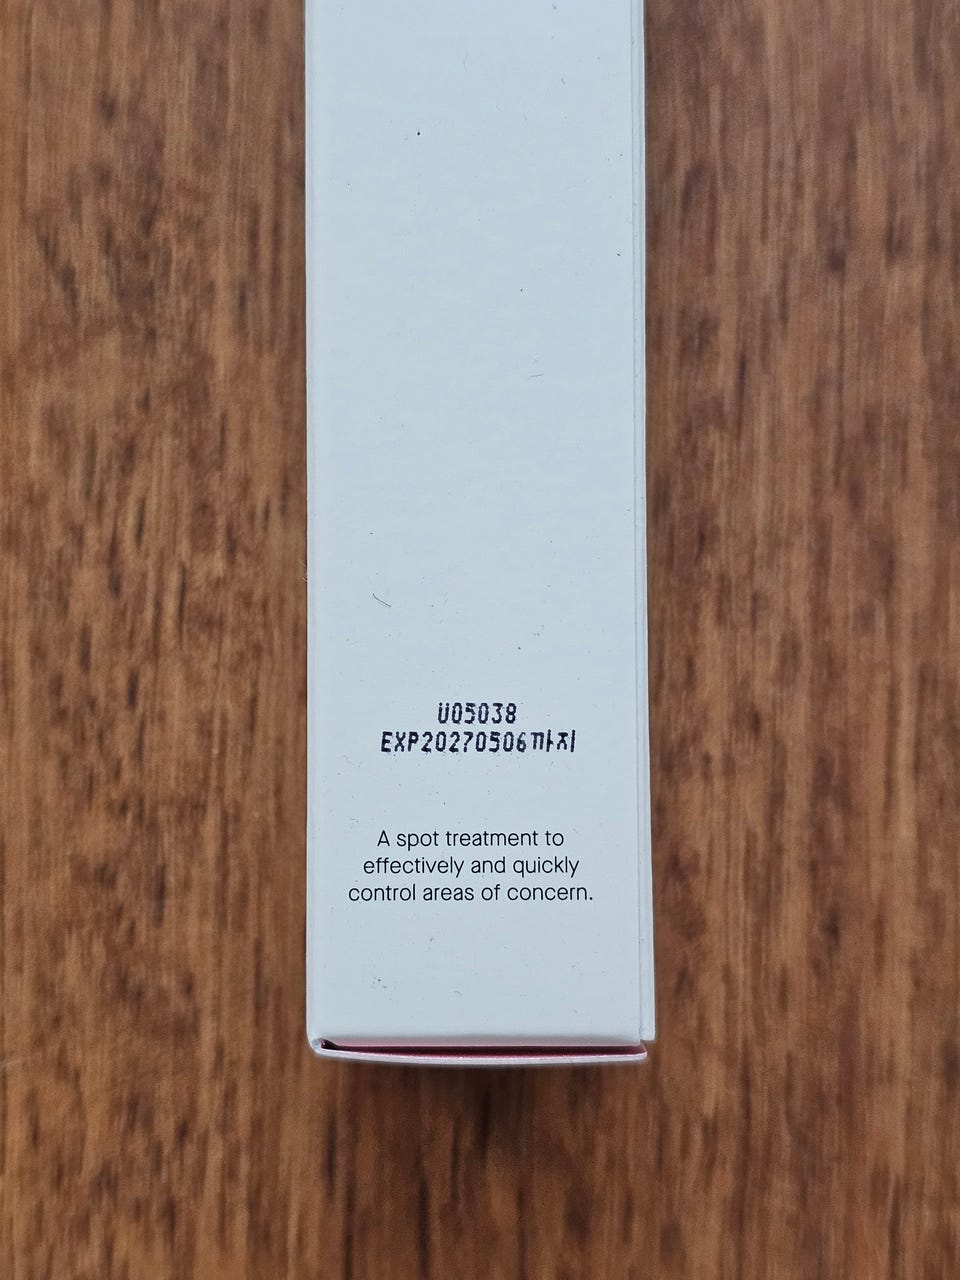 U05038
EXP20270506까지
A spot treatment to
effectively and quickly
control areas of concern.